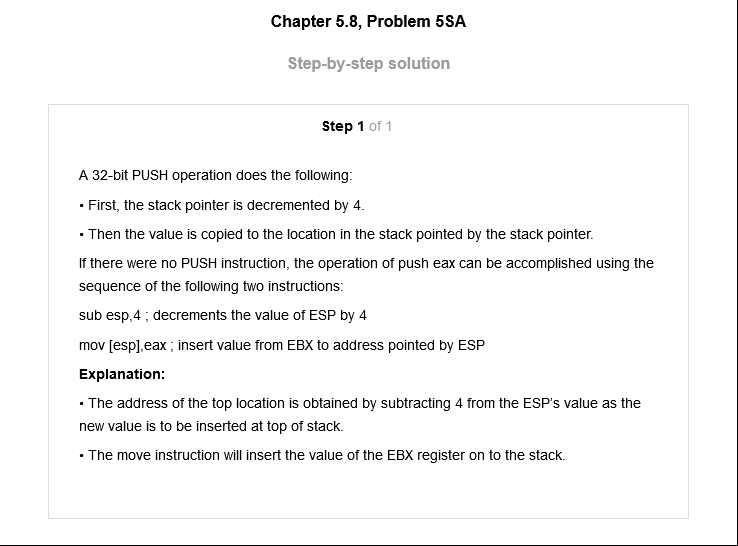 Chapter 5.8, Problem 5SA
Step-by-step solution
Step 1 of 1
A 32-bit PUSH operation does the following:
• First, the stack pointer is decremented by 4.
• Then the value is copied to the location in the stack pointed by the stack pointer.
If there were no PUSH instruction, the operation of push eax can be accomplished using the
sequence of the following two instructions:
sub esp,4 ; decrements the value of ESP by 4
mov [esp],eax ; insert value from EBX to address pointed by ESP
Explanation:
• The address of the top location is obtained by subtracting 4 from the ESP's value as the
new value is to be inserted at top of stack.
• The move instruction will insert the value of the EBX register on to the stack.